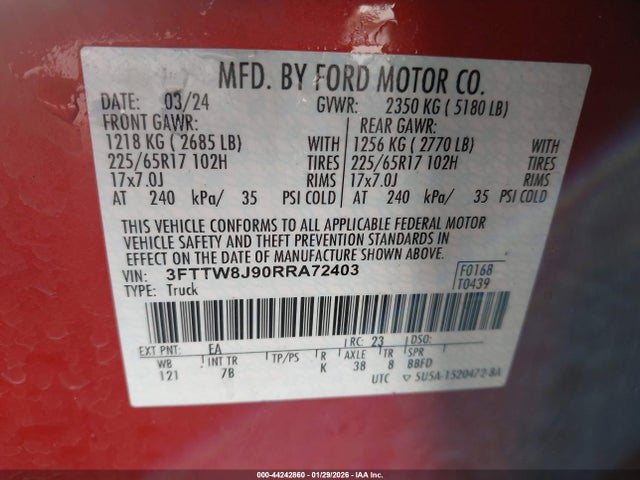 MFD. BY FORD MOTOR CO.
DATE: 03/24 GVWR: 2350 KG ( 5180 LB)
FRONT GAWR: REAR GAWR:
1218 KG ( 2685 LB) WITH 1256 KG ( 2770 LB) WITH
225/65R17 102H TIRES 225/65R17 102H TIRES
17x7.0J RIMS 17x7.0J RIMS
AT 240 kPa/ 35 PSI COLD AT 240 kPa/ 35 PSI COLD
THIS VEHICLE CONFORMS TO ALL APPLICABLE FEDERAL MOTOR
VEHICLE SAFETY AND THEFT PREVENTION STANDARDS IN
EFFECT ON THE DATE OF MANUFACTURE SHOWN ABOVE.
VIN: 3FTTW8J90RRA72403 F0168
TYPE: Truck T0439
EXT PNT: EA RC: 23 DSO:
WB INT TR TP/PS R AXLE TR SPR
121 7B K 38 8 BBFD
UTC ▽ 5U5A-1520472-BA
000-44242860 - 01/29/2026 - IAA Inc.